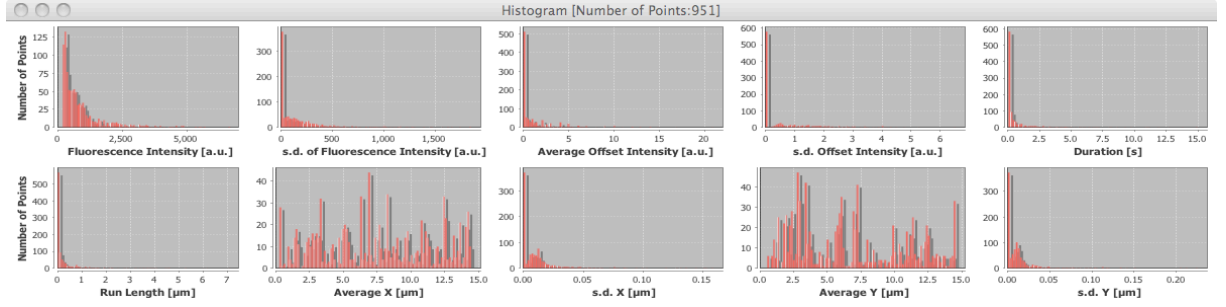 Histogram [Number of Points:951]
Number of Points
125
100
75
50
25
0
0 2,500 5,000
Fluorescence Intensity [a.u.]
300
200
100
0
0 500 1,000 1,500
s.d. of Fluorescence Intensity [a.u.]
500
400
300
200
100
0
0 5 10 15 20
Average Offset Intensity [a.u.]
600
500
400
300
200
100
0
0 1 2 3 4 5 6
s.d. Offset Intensity [a.u.]
600
500
400
300
200
100
0
0.0 2.5 5.0 7.5 10.0 12.5 15.0
Duration [s]
Number of Points
500
400
300
200
100
0
0 1 2 3 4 5 6 7
Run Length [µm]
40
30
20
10
0
0.0 2.5 5.0 7.5 10.0 12.5 15.0
Average X [µm]
300
200
100
0
0.00 0.05 0.10 0.15
s.d. X [µm]
40
30
20
10
0
0.0 2.5 5.0 7.5 10.0 12.5 15.0
Average Y [µm]
300
200
100
0
0.00 0.05 0.10 0.15 0.20
s.d. Y [µm]